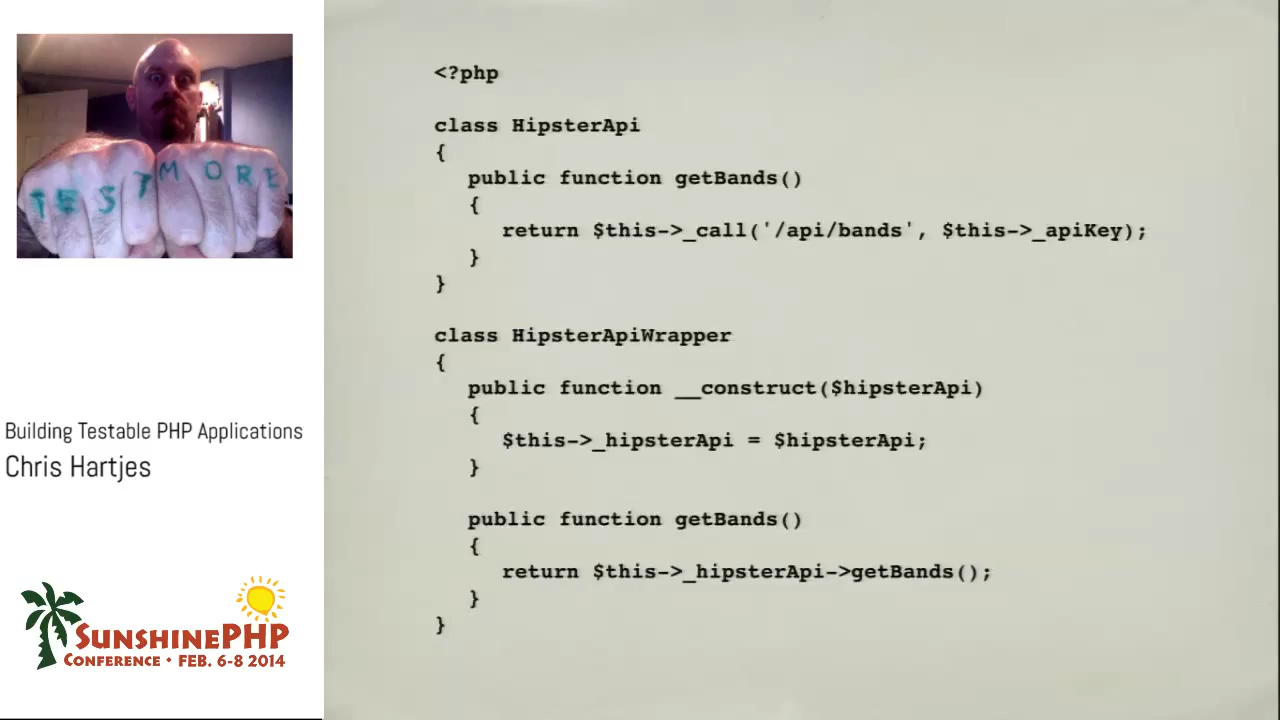 TEST MORE
Building Testable PHP Applications
Chris Hartjes
SUNSHINEPHP
CONFERENCE • FEB. 6-8 2014
<?php
class HipsterApi
{
public function getBands()
{
return $this->_call('/api/bands', $this->_apiKey);
}
}
class HipsterApiWrapper
{
public function __construct($hipsterApi)
{
$this->_hipsterApi = $hipsterApi;
}
public function getBands()
{
return $this->_hipsterApi->getBands();
}
}